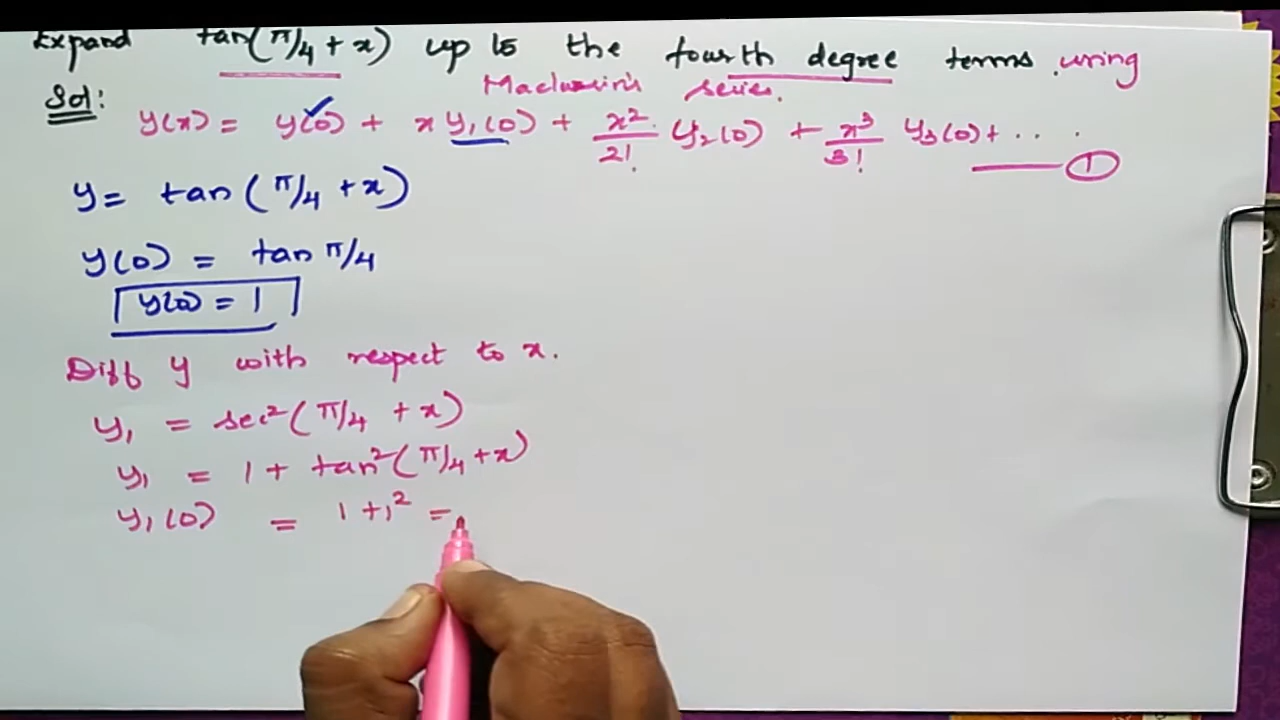 Expand tan(π/4 + x) up to the fourth degree terms using
Maclaurin's series.
Sol:
y(x) = y(0) + x y₁(0) + x²/2! y₂(0) + x³/3! y₃(0) + ... ①
y = tan(π/4 + x)
y(0) = tan π/4
y(0) = 1
Diff y with respect to x.
y₁ = sec²(π/4 + x)
y₁ = 1 + tan²(π/4 + x)
y₁(0) = 1 + 1² =